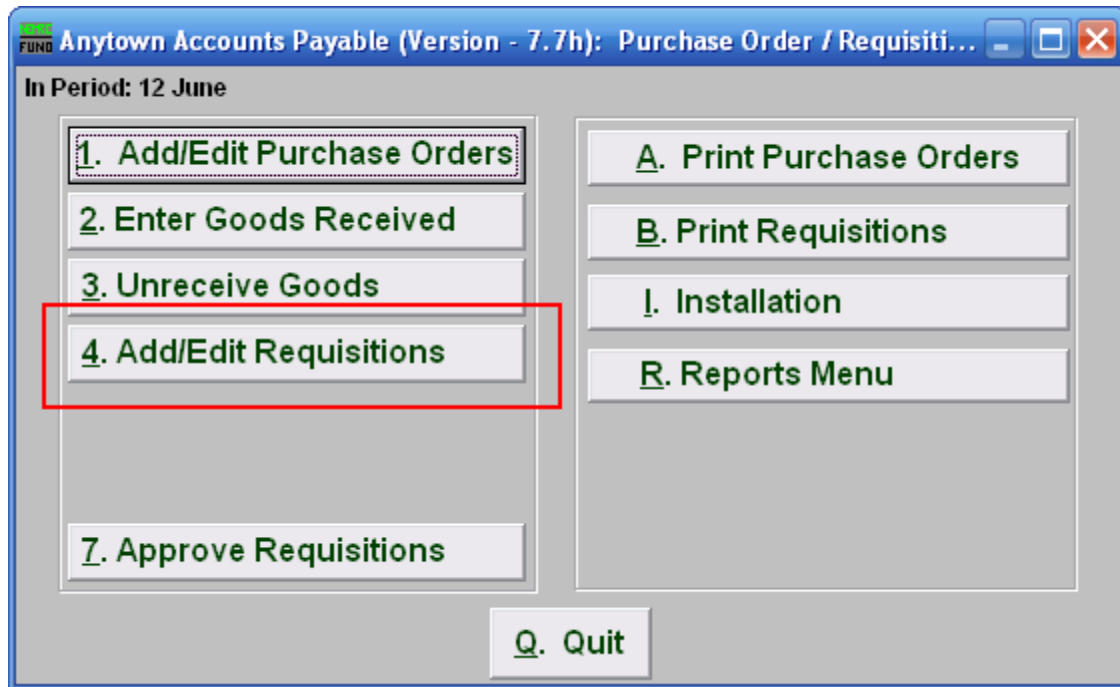 FUND Anytown Accounts Payable (Version - 7.7h): Purchase Order / Requisiti...
In Period: 12 June
1. Add/Edit Purchase Orders
2. Enter Goods Received
3. Unreceive Goods
4. Add/Edit Requisitions
7. Approve Requisitions
A. Print Purchase Orders
B. Print Requisitions
I. Installation
R. Reports Menu
Q. Quit